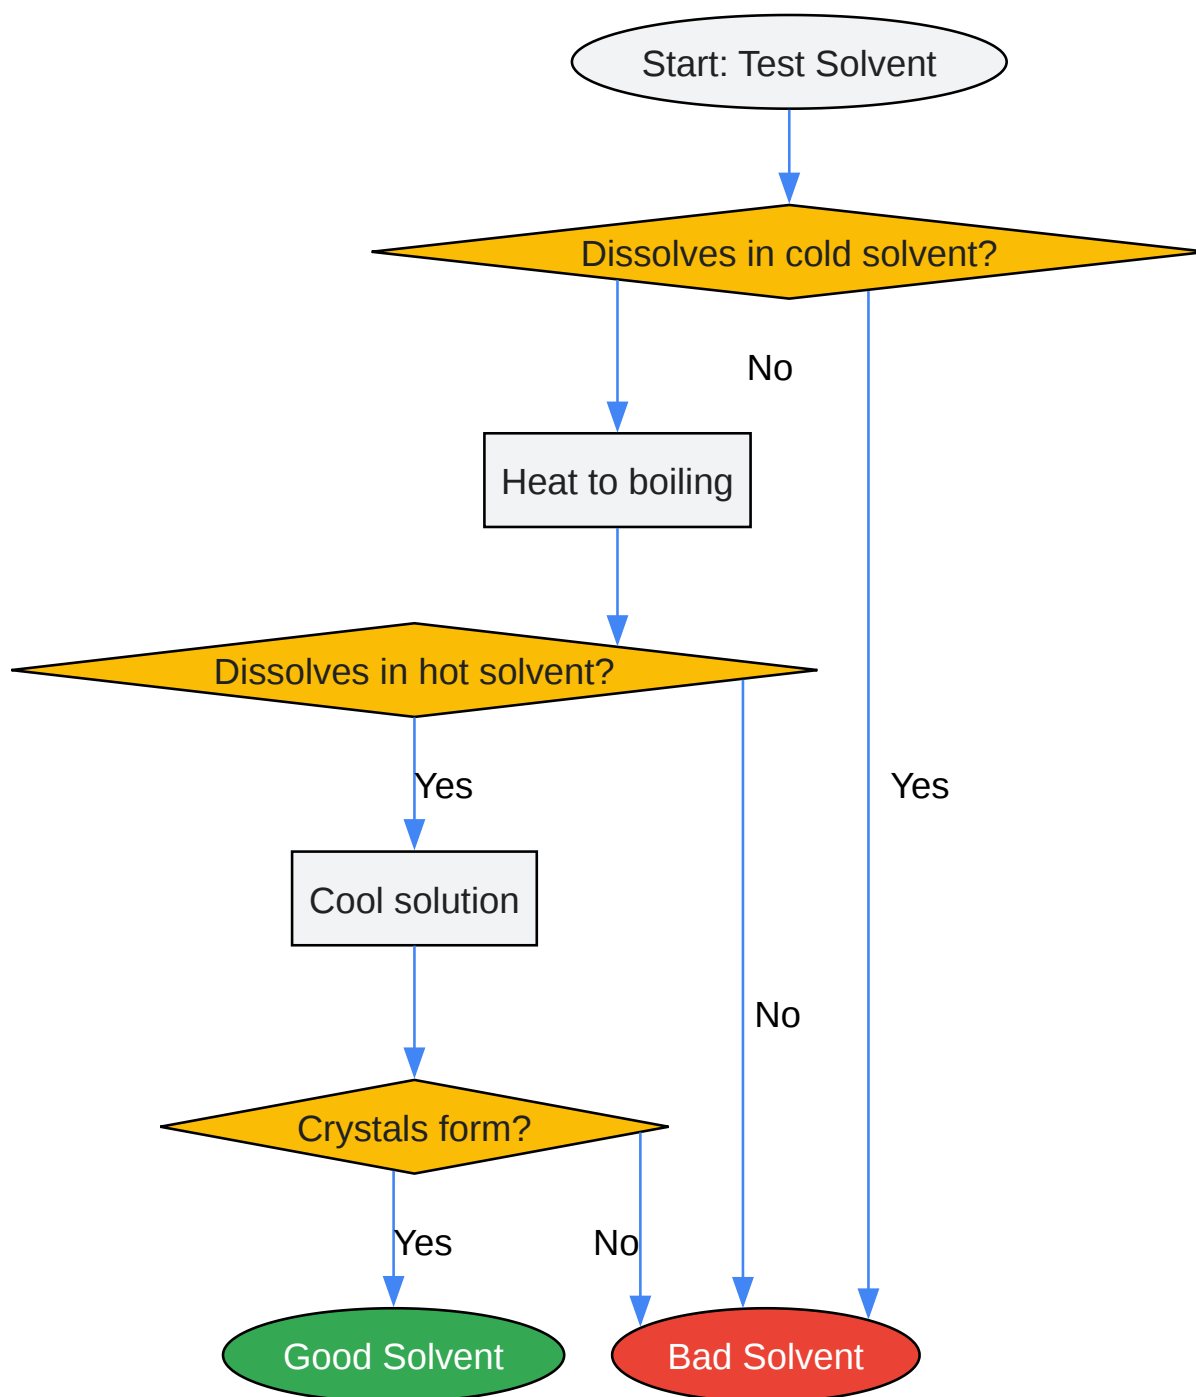 Start: Test Solvent
Dissolves in cold solvent?
No
Heat to boiling
Dissolves in hot solvent?
Yes
Yes
Cool solution
No
Crystals form?
Yes
No
Good Solvent
Bad Solvent